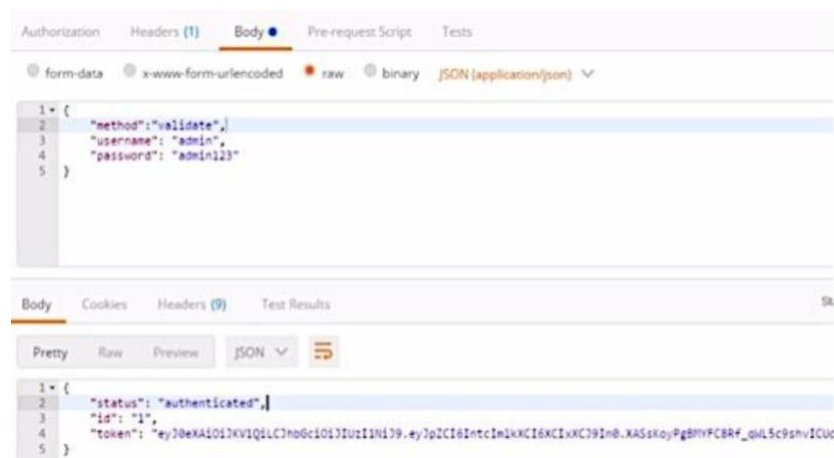 Authorization Headers (1) Body Pre-request Script Tests
form-data x-www-form-urlencoded raw binary JSON (application/json)
1 {
2 "method":"validate",
3 "username": "admin",
4 "password": "admin123"
5 }
Body Cookies Headers (9) Test Results
Pretty Raw Preview JSON
1 {
2 "status": "authenticated",
3 "id": "1",
4 "token":
5 }